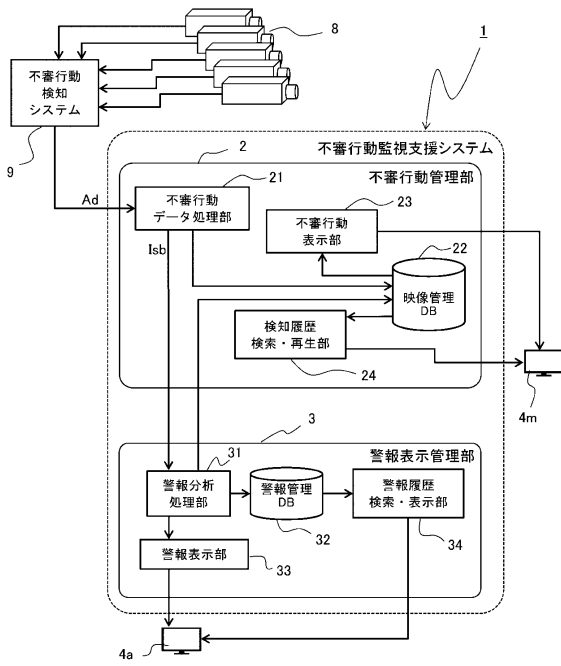 8
1
不審行動
検知
システム
9
不審行動監視支援システム
2
不審行動管理部
Ad
21
不審行動
データ処理部
23
不審行動
表示部
Isb
22
映像管理
DB
検知履歴
検索・再生部
24
4m
3
警報表示管理部
31
警報分析
処理部
警報管理
DB
32
警報履歴
検索・表示部
34
警報表示部
33
4a